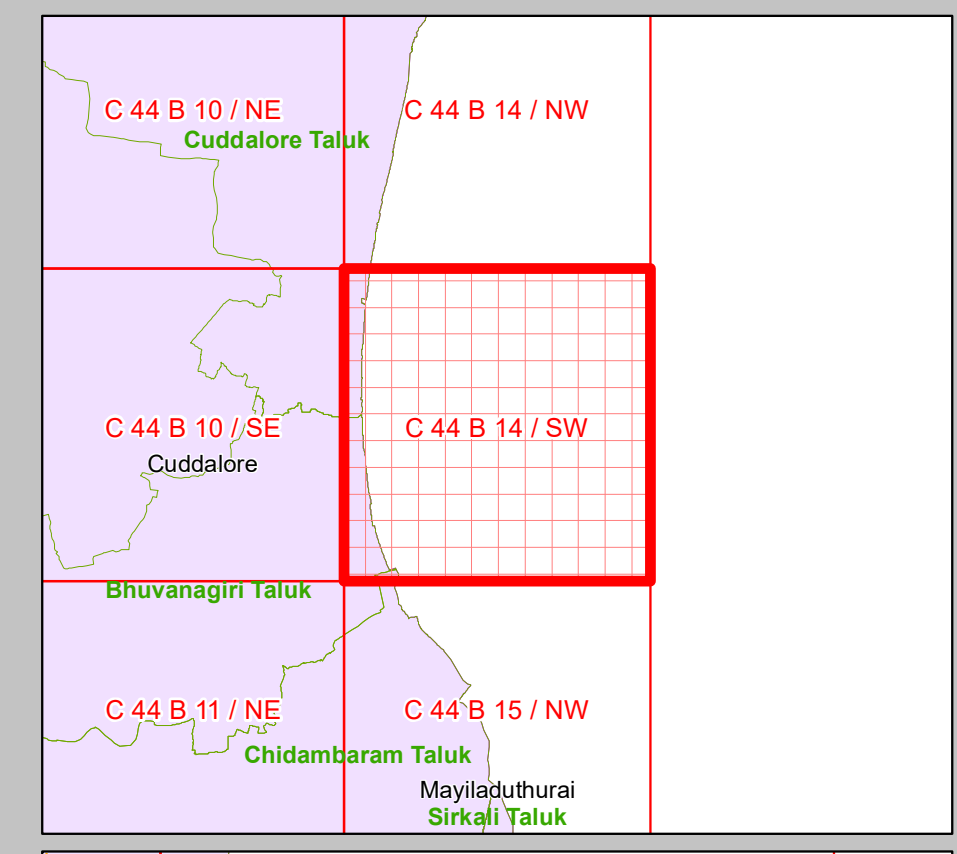 C 44 B 10 / NE
C 44 B 14 / NW
Cuddalore Taluk
C 44 B 10 / SE
C 44 B 14 / SW
Cuddalore
Bhuvanagiri Taluk
C 44 B 11 / NE
C 44 B 15 / NW
Chidambaram Taluk
Mayiladuthurai
Sirkali Taluk